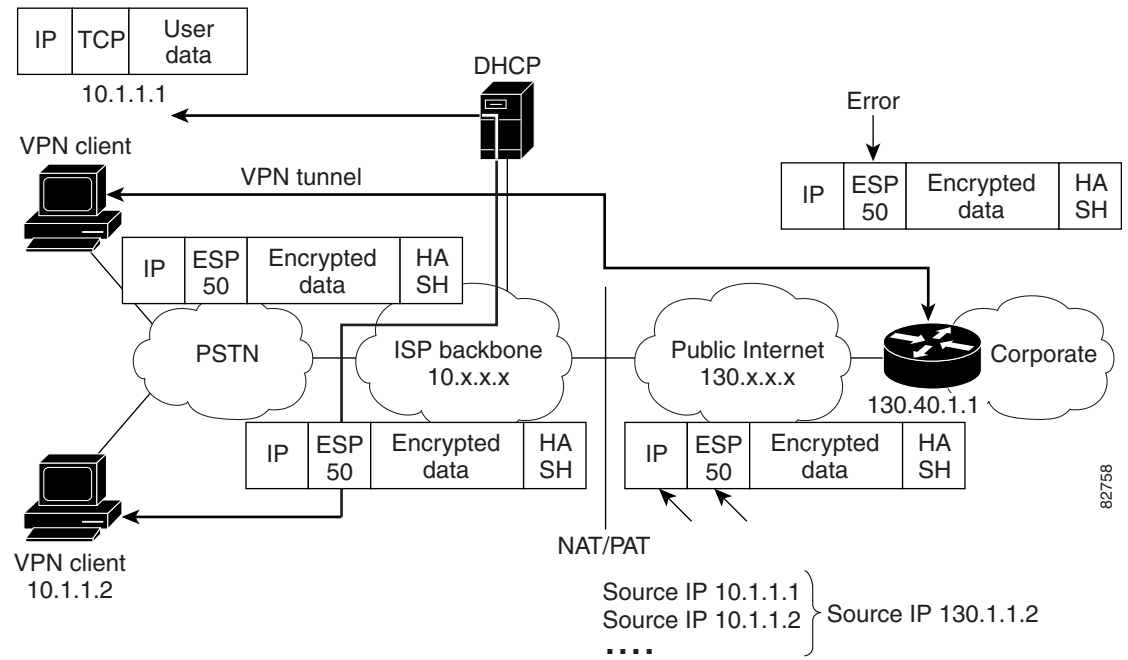 IP TCP User data
10.1.1.1
DHCP
Error
VPN client
VPN tunnel
IP ESP 50 Encrypted data HA SH
IP ESP 50 Encrypted data HA SH
PSTN
ISP backbone
10.x.x.x
Public Internet
130.x.x.x
Corporate
130.40.1.1
IP ESP 50 Encrypted data HA SH
IP ESP 50 Encrypted data HA SH
82758
NAT/PAT
VPN client
10.1.1.2
Source IP 10.1.1.1
Source IP 10.1.1.2
Source IP 130.1.1.2
....